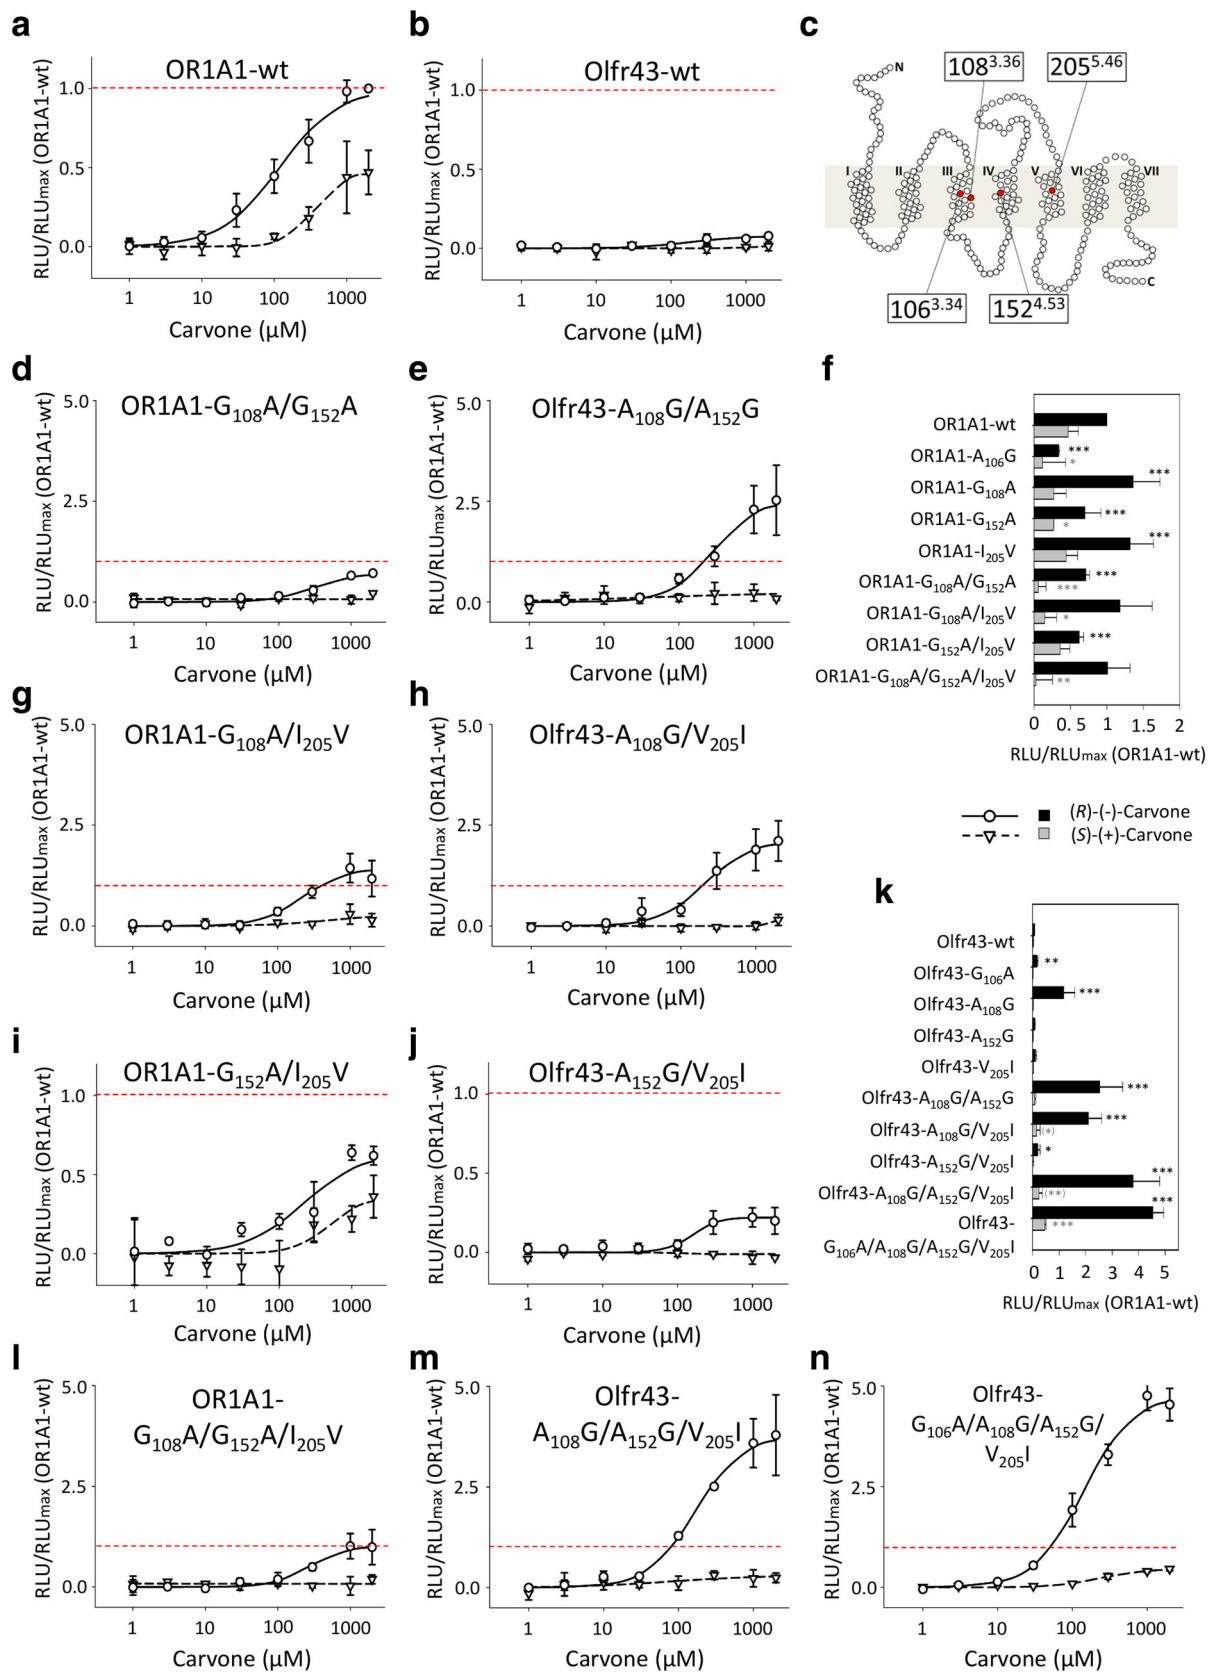 a
OR1A1-wt
RLU/RLUmax (OR1A1-wt)
1.0
0.5
0.0
1 10 100 1000
Carvone (μM)
b
Olfr43-wt
RLU/RLUmax (OR1A1-wt)
1.0
0.5
0.0
1 10 100 1000
Carvone (μM)
c
108^3.36 205^5.46
N
I II III IV V VI VII
C
106^3.34 152^4.53
d
OR1A1-G108A/G152A
RLU/RLUmax (OR1A1-wt)
5.0
2.5
0.0
1 10 100 1000
Carvone (μM)
e
Olfr43-A108G/A152G
RLU/RLUmax (OR1A1-wt)
5.0
2.5
0.0
1 10 100 1000
Carvone (μM)
f
OR1A1-wt
OR1A1-A106G *** *
OR1A1-G108A ***
OR1A1-G152A *** *
OR1A1-I205V ***
OR1A1-G108A/G152A *** ***
OR1A1-G108A/I205V *
OR1A1-G152A/I205V ***
OR1A1-G108A/G152A/I205V **
0 0.5 1 1.5 2
RLU/RLUmax (OR1A1-wt)
(R)-(-)-Carvone
(S)-(+)-Carvone
g
OR1A1-G108A/I205V
RLU/RLUmax (OR1A1-wt)
5.0
2.5
0.0
1 10 100 1000
Carvone (μM)
h
Olfr43-A108G/V205I
RLU/RLUmax (OR1A1-wt)
5.0
2.5
0.0
1 10 100 1000
Carvone (μM)
i
OR1A1-G152A/I205V
RLU/RLUmax (OR1A1-wt)
1.0
0.5
0.0
1 10 100 1000
Carvone (μM)
j
Olfr43-A152G/V205I
RLU/RLUmax (OR1A1-wt)
1.0
0.5
0.0
1 10 100 1000
Carvone (μM)
k
Olfr43-wt
Olfr43-G106A **
Olfr43-A108G ***
Olfr43-A152G
Olfr43-V205I
Olfr43-A108G/A152G ***
Olfr43-A108G/V205I *** (*)
Olfr43-A152G/V205I *
Olfr43-A108G/A152G/V205I *** (**)
Olfr43- *** ***
G106A/A108G/A152G/V205I
0 1 2 3 4 5
RLU/RLUmax (OR1A1-wt)
l
OR1A1-
G108A/G152A/I205V
RLU/RLUmax (OR1A1-wt)
5.0
2.5
0.0
1 10 100 1000
Carvone (μM)
m
Olfr43-
A108G/A152G/V205I
RLU/RLUmax (OR1A1-wt)
5.0
2.5
0.0
1 10 100 1000
Carvone (μM)
n
Olfr43-
G106A/A108G/A152G/
V205I
RLU/RLUmax (OR1A1-wt)
5.0
2.5
0.0
1 10 100 1000
Carvone (μM)